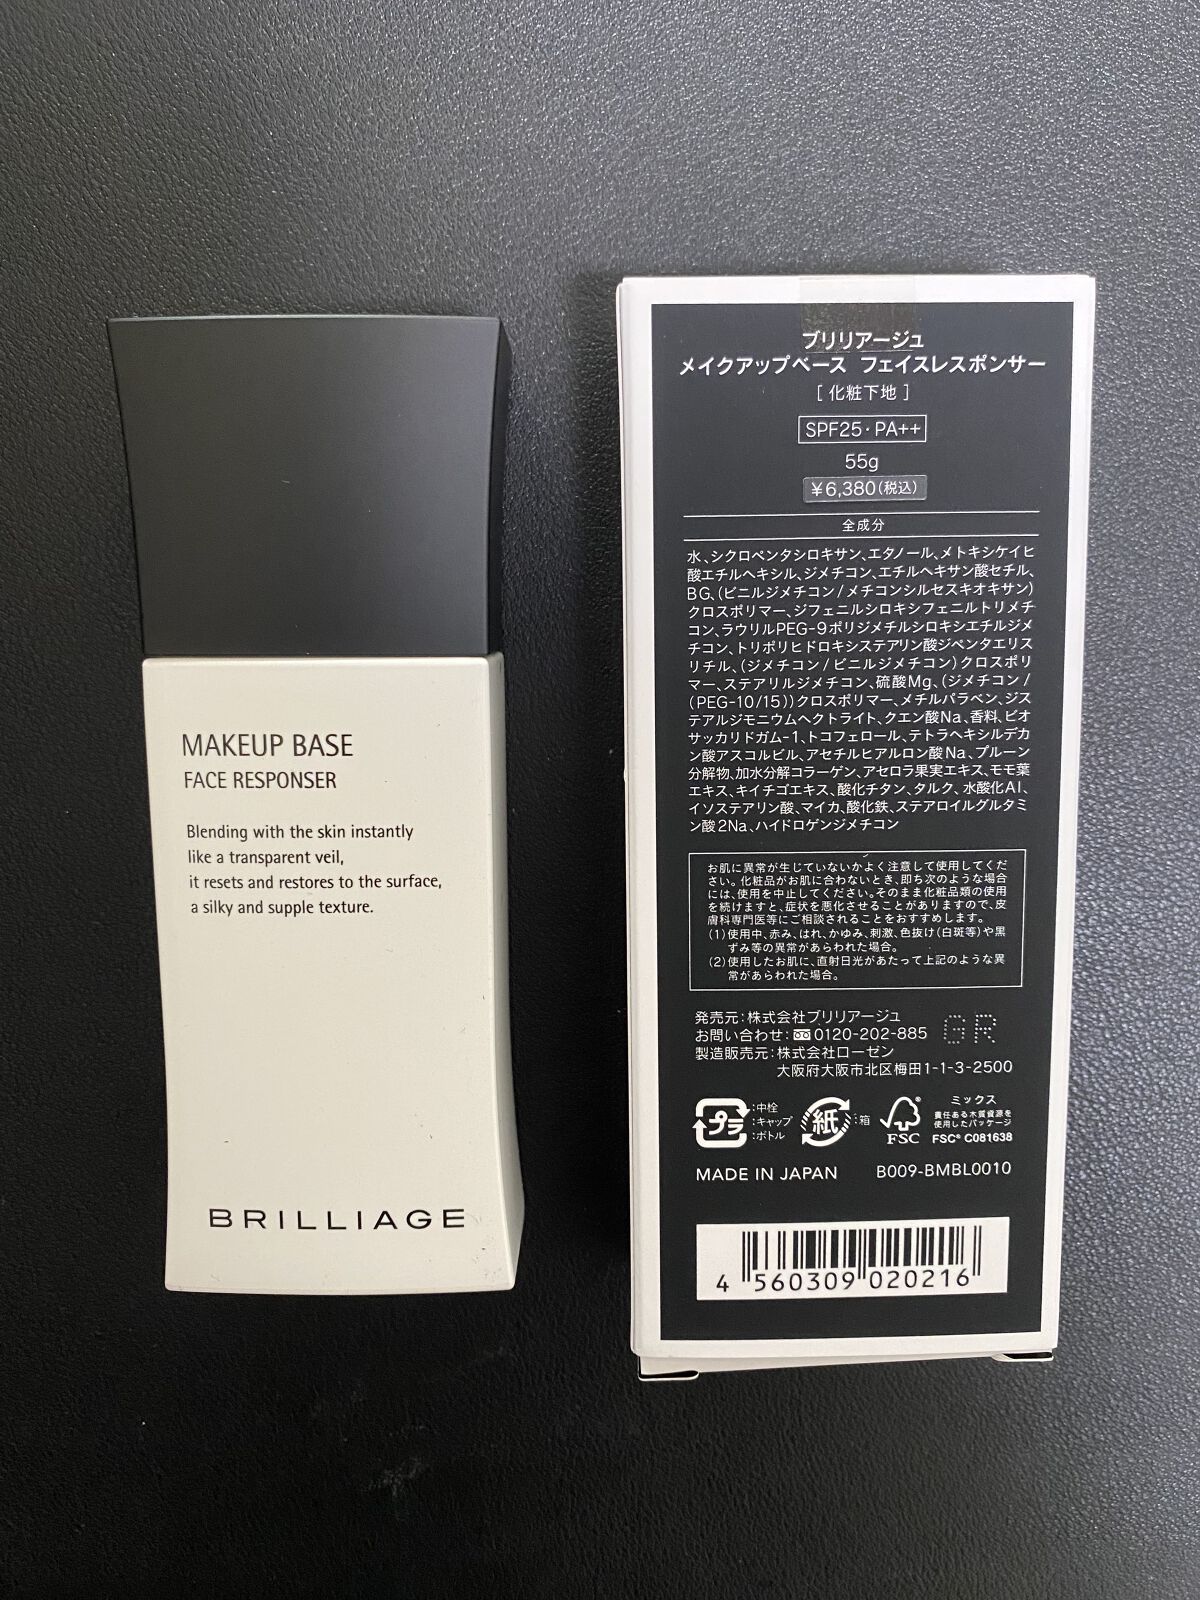 MAKEUP BASE
FACE RESPONSER
Blending with the skin instantly
like a transparent veil,
it resets and restores to the surface,
a silky and supple texture.
BRILLIAGE
ブリリアージュ
メイクアップベース フェイスレスポンサー
[ 化粧下地 ]
SPF25・PA++
55g
¥6,380(税込)
全成分
水、シクロペンタシロキサン、エタノール、メトキシケイヒ
酸エチルヘキシル、ジメチコン、エチルヘキサン酸セチル、
BG、(ビニルジメチコン/メチコンシルセスキオキサン)
クロスポリマー、ジフェニルシロキシフェニルトリメチ
コン、ラウリルPEG-9ポリジメチルシロキシエチルジメ
チコン、トリポリヒドロキシステアリン酸ジペンタエリス
リチル、(ジメチコン/ビニルジメチコン)クロスポリ
マー、ステアリルジメチコン、硫酸Mg、(ジメチコン/
(PEG-10/15))クロスポリマー、メチルパラベン、ジス
テアルジモニウムヘクトライト、クエン酸Na、香料、ビオ
サッカリドガム-1、トコフェロール、テトラヘキシルデカ
ン酸アスコルビル、アセチルヒアルロン酸Na、プルーン
分解物、加水分解コラーゲン、アセロラ果実エキス、モモ葉
エキス、キイチゴエキス、酸化チタン、タルク、水酸化Al、
イソステアリン酸、マイカ、酸化鉄、ステアロイルグルタミ
ン酸2Na、ハイドロゲンジメチコン
お肌に異常が生じていないかよく注意して使用してくだ
さい。化粧品がお肌に合わないとき、即ち次のような場合
には、使用を中止してください。そのまま化粧品類の使用
を続けますと、症状を悪化させることがありますので、皮
膚科専門医等にご相談されることをおすすめします。
(1)使用中、赤み、はれ、かゆみ、刺激、色抜け(白斑等)や黒
ずみ等の異常があらわれた場合。
(2)使用したお肌に、直射日光があたって上記のような異
常があらわれた場合。
発売元:株式会社ブリリアージュ
お問い合わせ:0120-202-885
GR
製造販売元:株式会社ローゼン
大阪府大阪市北区梅田1-1-3-2500
プラ
:中栓
:キャップ
:ボトル
紙
:箱
FSC
ミックス
責任ある木質資源を
使用したパッケージ
FSC® C081638
MADE IN JAPAN
B009-BMBL0010
4 560309 020216